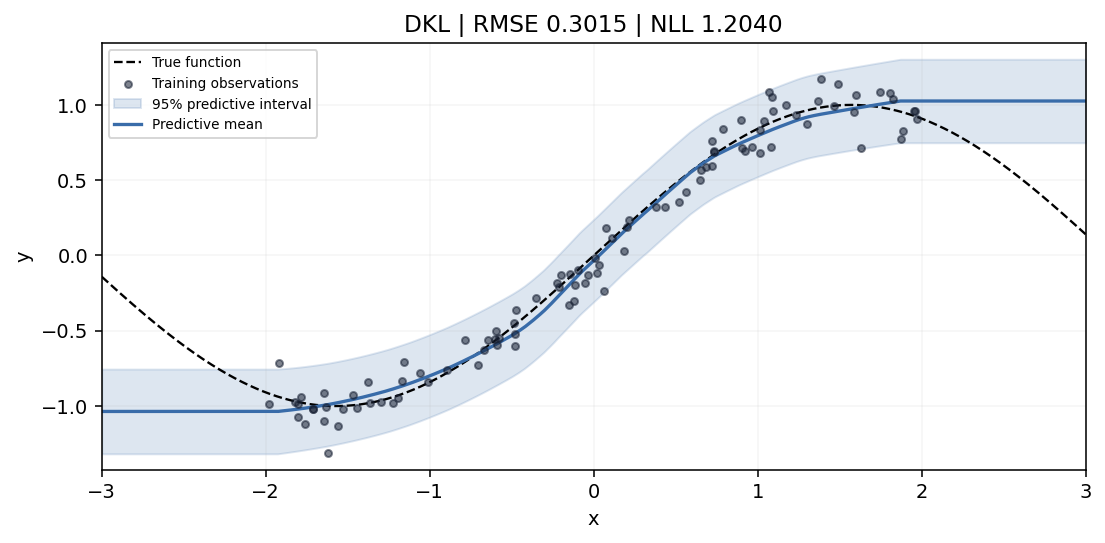 DKL | RMSE 0.3015 | NLL 1.2040
True function
Training observations
95% predictive interval
Predictive mean
1.0
0.5
0.0
−0.5
−1.0
y
−3
−2
−1
0
1
2
3
x